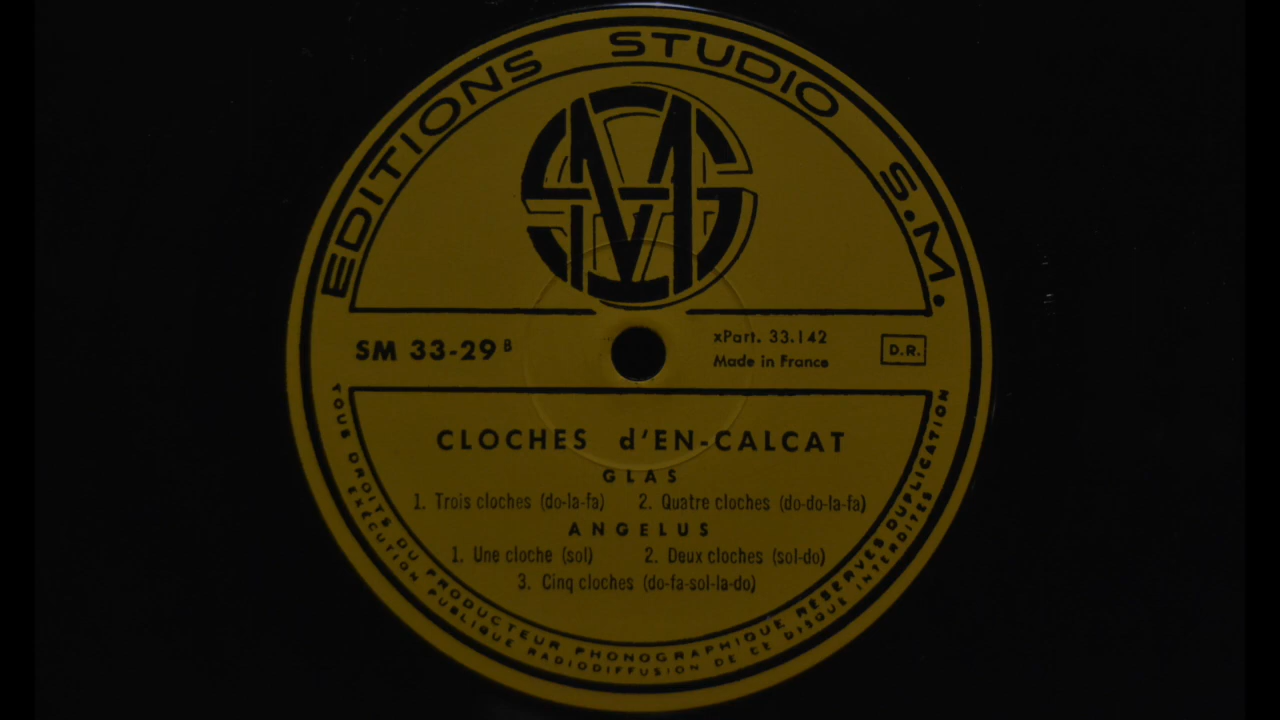 EDITIONS STUDIO S.M.
SM
SM 33-29 B
xPart. 33.142
Made in France
D.R.
CLOCHES d'EN-CALCAT
GLAS
1. Trois cloches (do-la-fa) 2. Quatre cloches (do-do-la-fa)
ANGELUS
1. Une cloche (sol) 2. Deux cloches (sol-do)
3. Cinq cloches (do-fa-sol-la-do)
TOUS DROITS DU PRODUCTEUR PHONOGRAPHIQUE RESERVES DUPLICATION
EXÉCUTION PUBLIQUE RADIODIFFUSION DE CE DISQUE INTERDITES